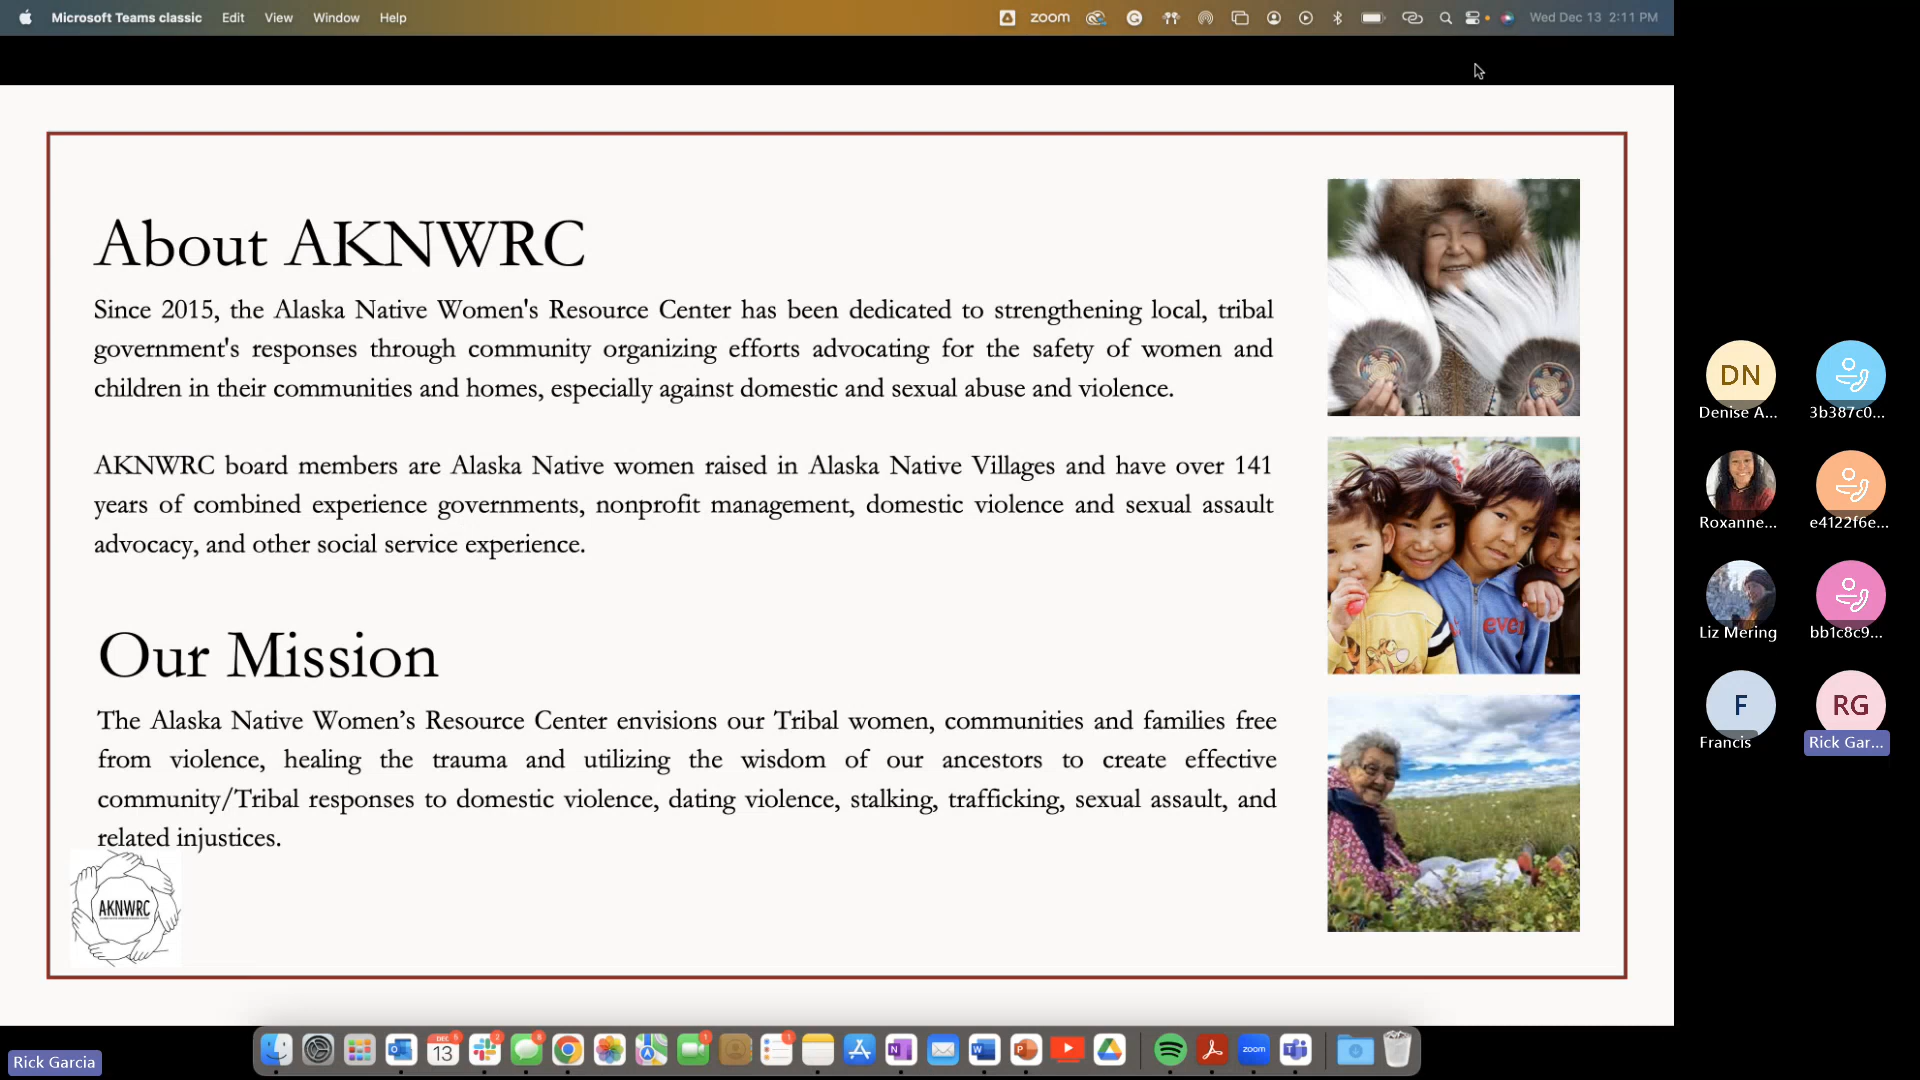 Microsoft Teams classic Edit View Window Help
zoom Wed Dec 13 2:11 PM
About AKNWRC
Since 2015, the Alaska Native Women's Resource Center has been dedicated to strengthening local, tribal
government's responses through community organizing efforts advocating for the safety of women and
children in their communities and homes, especially against domestic and sexual abuse and violence.
AKNWRC board members are Alaska Native women raised in Alaska Native Villages and have over 141
years of combined experience governments, nonprofit management, domestic violence and sexual assault
advocacy, and other social service experience.
Our Mission
The Alaska Native Women’s Resource Center envisions our Tribal women, communities and families free
from violence, healing the trauma and utilizing the wisdom of our ancestors to create effective
community/Tribal responses to domestic violence, dating violence, stalking, trafficking, sexual assault, and
related injustices.
AKNWRC
ever
DN
Denise A...
3b387c0...
Roxanne...
e4122f6e...
Liz Mering
bb1c8c9...
F
Francis
RG
Rick Gar...
Rick Garcia
DEC
13
zoom